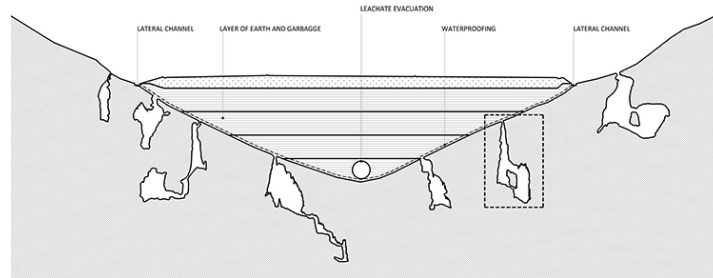 LEACHATE EVACUATION
LATERAL CHANNEL
LAYER OF EARTH AND GARBAGGE
WATERPROOFING
LATERAL CHANNEL